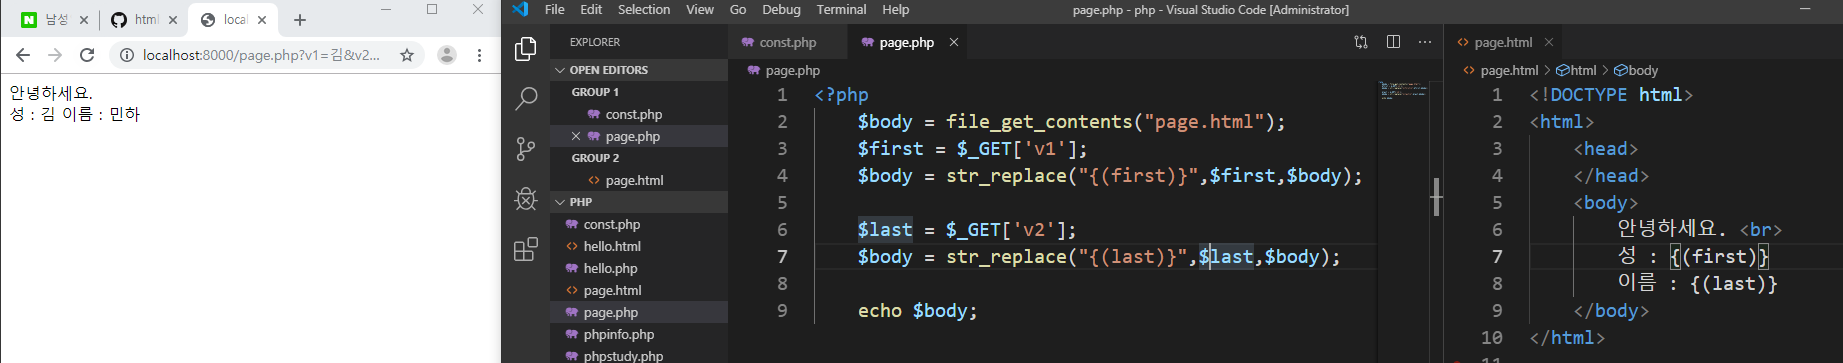 남성
html
local
localhost:8000/page.php?v1=김&v2...
안녕하세요.
성 : 김 이름 : 민하
File Edit Selection View Go Debug Terminal Help
page.php - php - Visual Studio Code [Administrator]
EXPLORER
OPEN EDITORS
GROUP 1
const.php
page.php
GROUP 2
page.html
PHP
const.php
hello.html
hello.php
page.html
page.php
phpinfo.php
phpstudy.php
const.php
page.php
page.php
1 <?php
2 $body = file_get_contents("page.html");
3 $first = $_GET['v1'];
4 $body = str_replace("{(first)}",$first,$body);
5
6 $last = $_GET['v2'];
7 $body = str_replace("{(last)}",$last,$body);
8
9 echo $body;
page.html
page.html > html > body
1 <!DOCTYPE html>
2 <html>
3 <head>
4 </head>
5 <body>
6 안녕하세요. <br>
7 성 : {(first)}
8 이름 : {(last)}
9 </body>
10 </html>
11